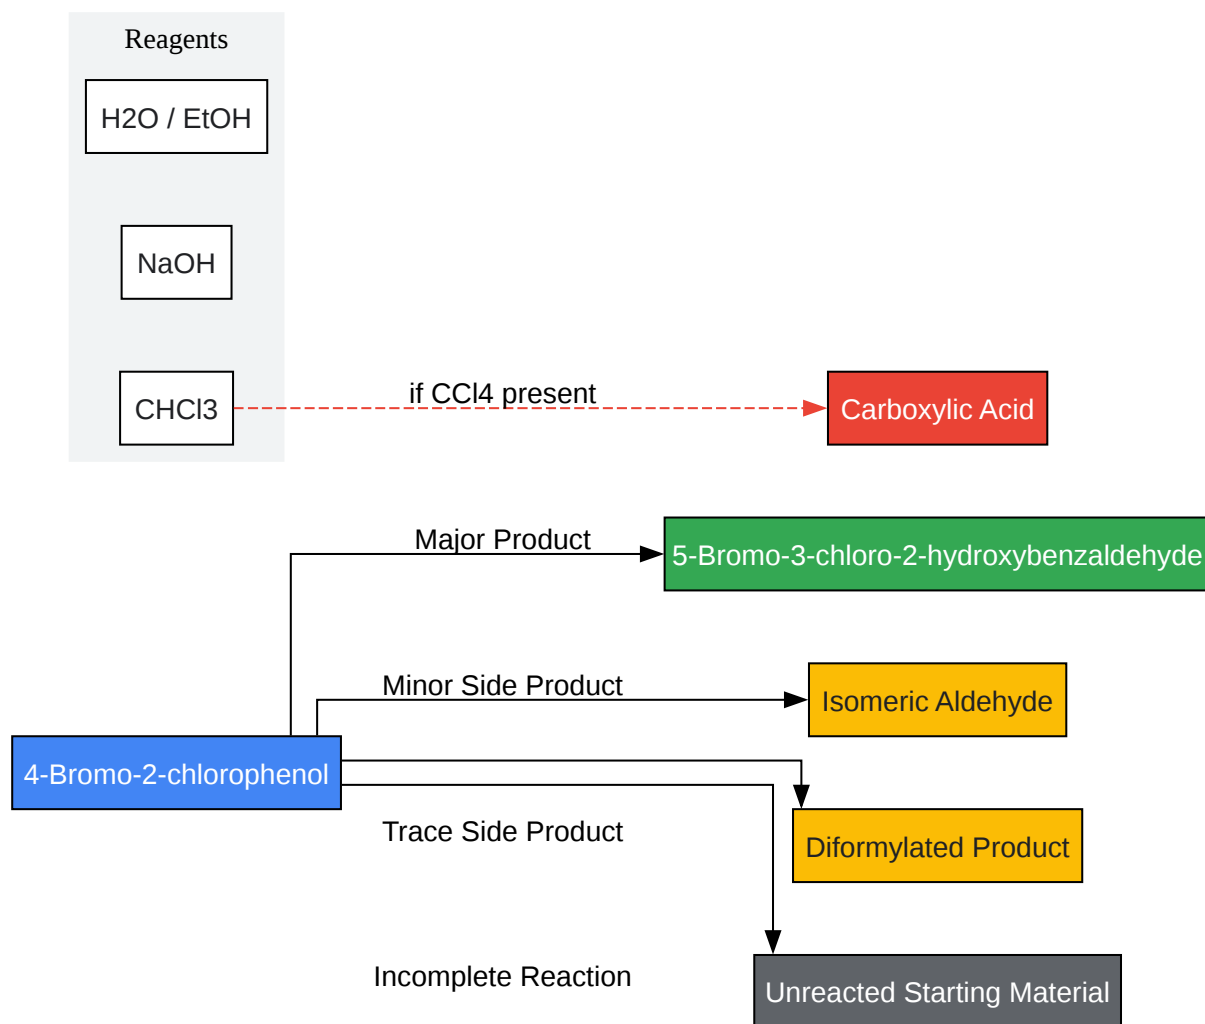 Reagents
H2O / EtOH
NaOH
CHCl3
if CCl4 present
Carboxylic Acid
Major Product
5-Bromo-3-chloro-2-hydroxybenzaldehyde
Minor Side Product
Isomeric Aldehyde
4-Bromo-2-chlorophenol
Trace Side Product
Diformylated Product
Incomplete Reaction
Unreacted Starting Material